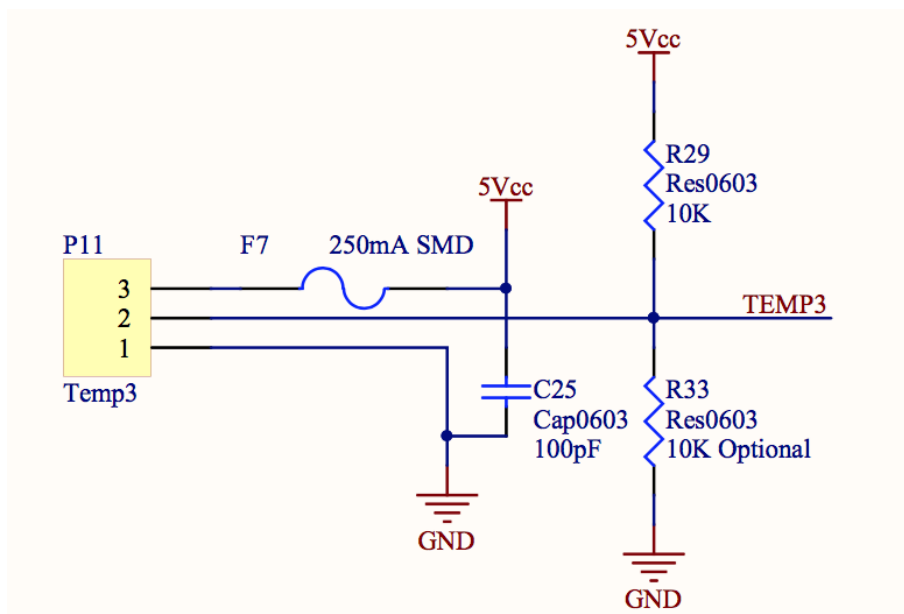 5Vcc
R29
Res0603
10K
5Vcc
P11
F7
250mA SMD
3
2
1
TEMP3
Temp3
C25
Cap0603
100pF
R33
Res0603
10K Optional
GND
GND